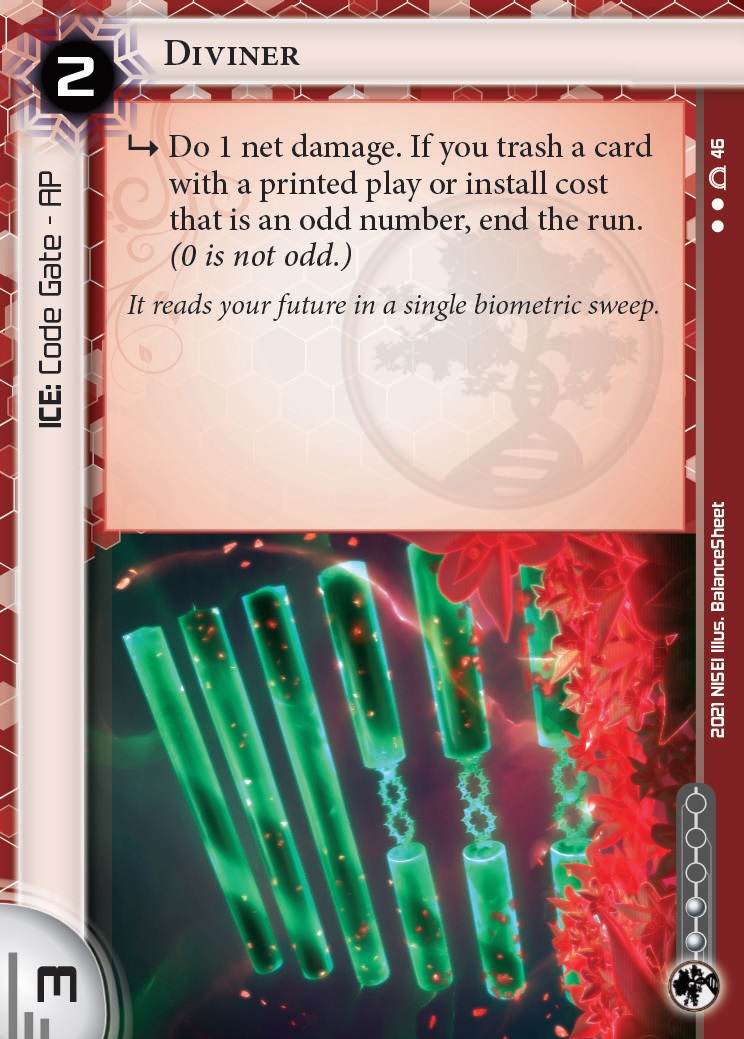 2
DIVINER
↳ Do 1 net damage. If you trash a card
with a printed play or install cost
that is an odd number, end the run.
(0 is not odd.)
It reads your future in a single biometric sweep.
ICE: Code Gate - AP
46
2021 NISEI Illus. BalanceSheet
3